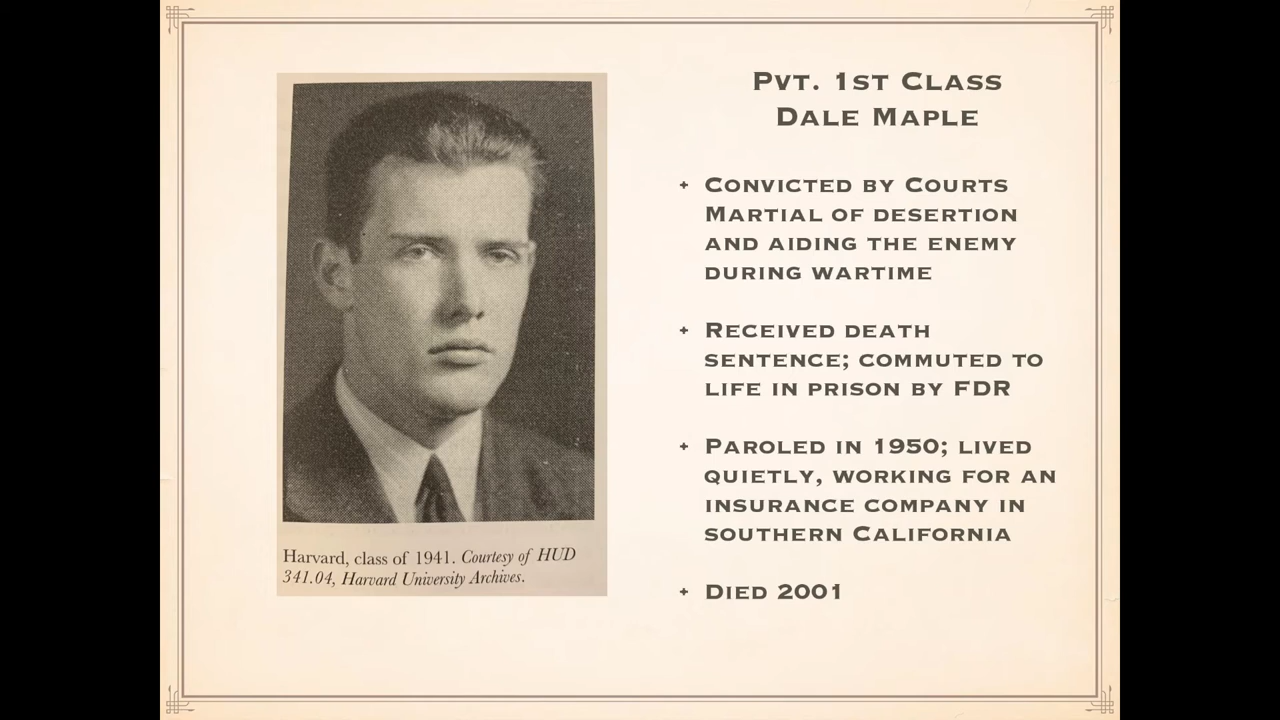 Pvt. 1st Class
Dale Maple
+ Convicted by Courts
Martial of desertion
and aiding the enemy
during wartime
+ Received death
sentence; commuted to
life in prison by FDR
+ Paroled in 1950; lived
quietly, working for an
insurance company in
southern California
+ Died 2001
Harvard, class of 1941. Courtesy of HUD
341.04, Harvard University Archives.